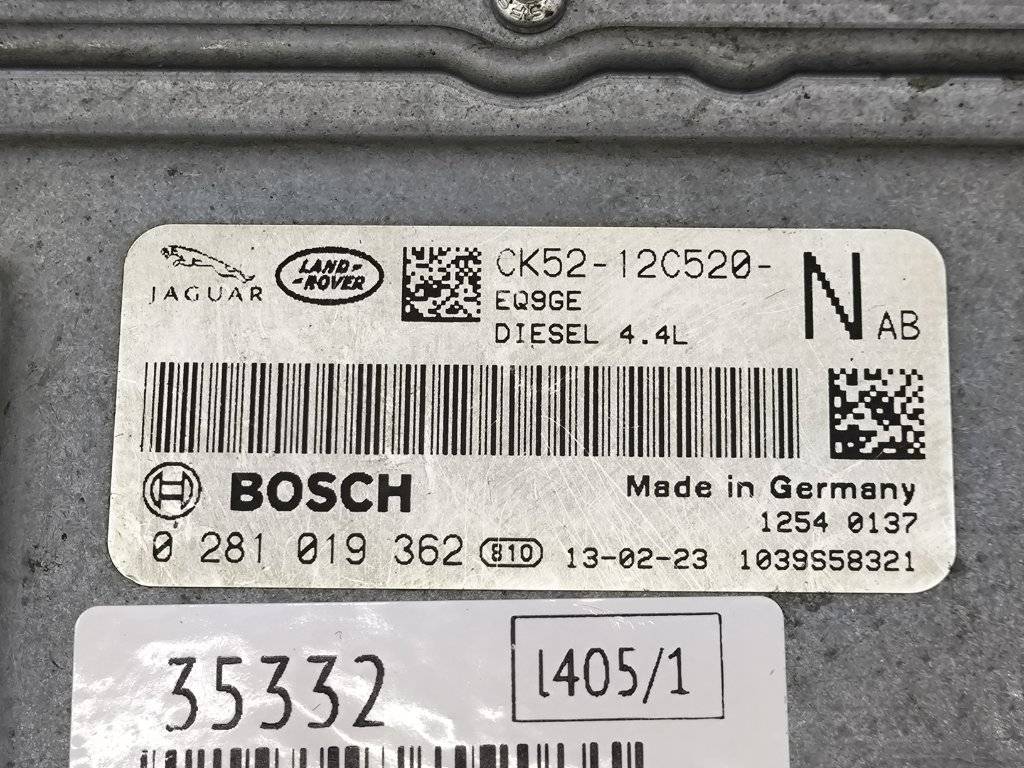 JAGUAR
LAND-
-ROVER
CK52-12C520-
N AB
EQ9GE
DIESEL 4.4L
BOSCH
Made in Germany
1254 0137
0 281 019 362 810 13-02-23 1039S58321
35332
L405/1